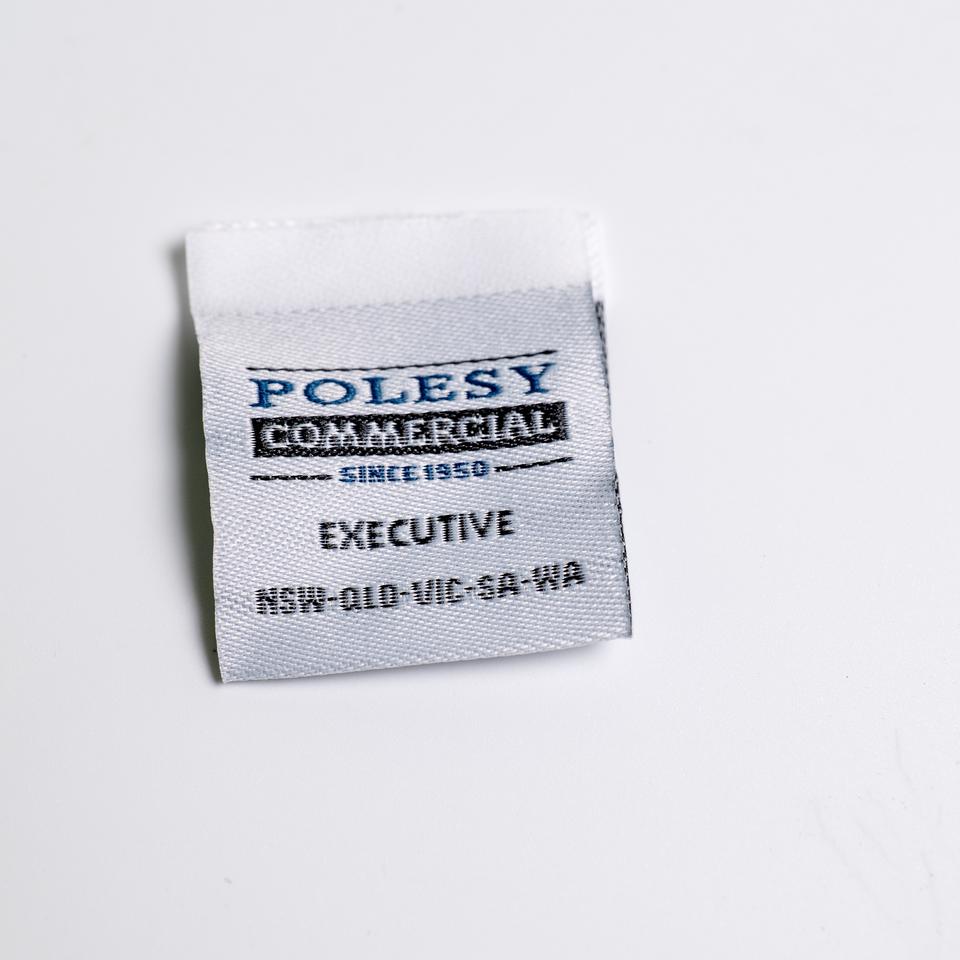 POLESY
COMMERCIAL
SINCE 1950
EXECUTIVE
NSW-QLD-VIC-SA-WA